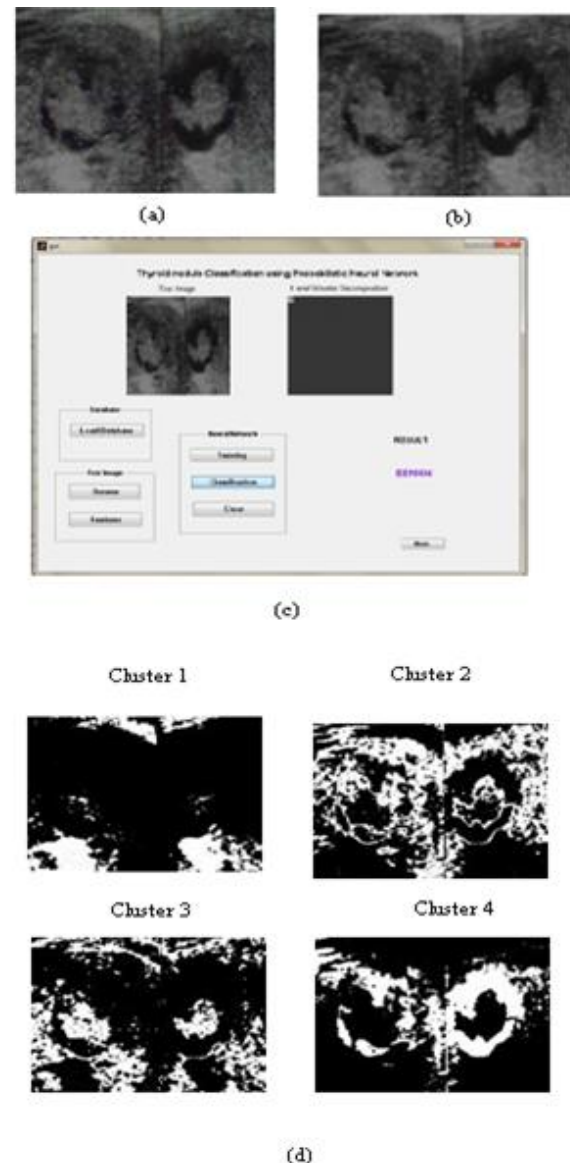 (a)
(b)
Thyroid nodule Classification using Probabilistic Neural Network
Test Image
Database
Load Database
Test Image
Neural Network
Training
Classification
Clear
RESULT
BENIGN
(c)
Cluster 1
Cluster 2
Cluster 3
Cluster 4
(d)